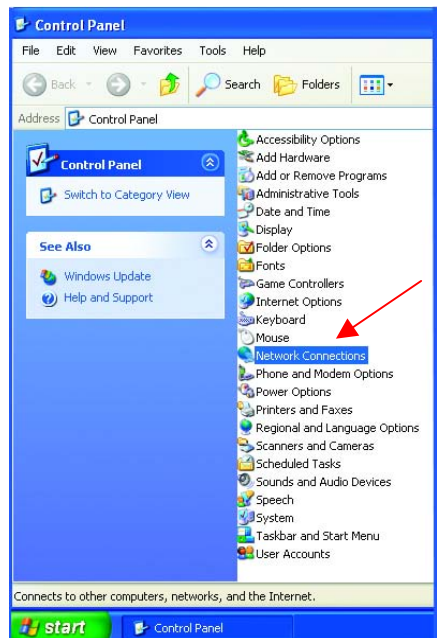 Control Panel
File Edit View Favorites Tools Help
Back Search Folders
Address Control Panel
Control Panel
Switch to Category View
See Also
Windows Update
Help and Support
Accessibility Options
Add Hardware
Add or Remove Programs
Administrative Tools
Date and Time
Display
Folder Options
Fonts
Game Controllers
Internet Options
Keyboard
Mouse
Network Connections
Phone and Modem Options
Power Options
Printers and Faxes
Regional and Language Options
Scanners and Cameras
Scheduled Tasks
Sounds and Audio Devices
Speech
System
Taskbar and Start Menu
User Accounts
Connects to other computers, networks, and the Internet.
start Control Panel